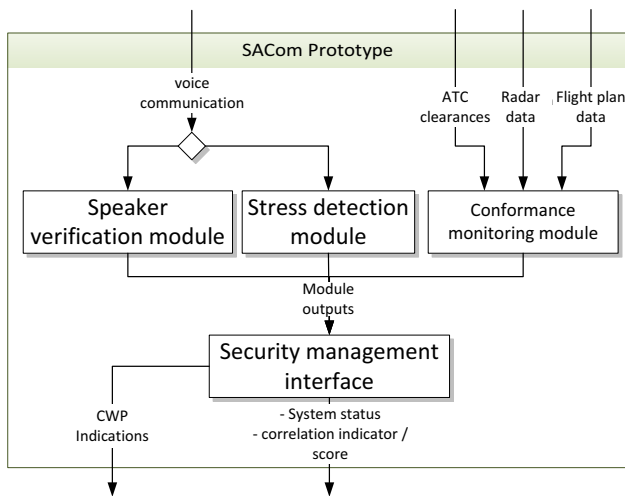 SACom Prototype
voice
communication
ATC
clearances
Radar
data
Flight plan
data
Speaker
verification module
Stress detection
module
Conformance
monitoring module
Module
outputs
Security management
interface
CWP
Indications
- System status
- correlation indicator /
score